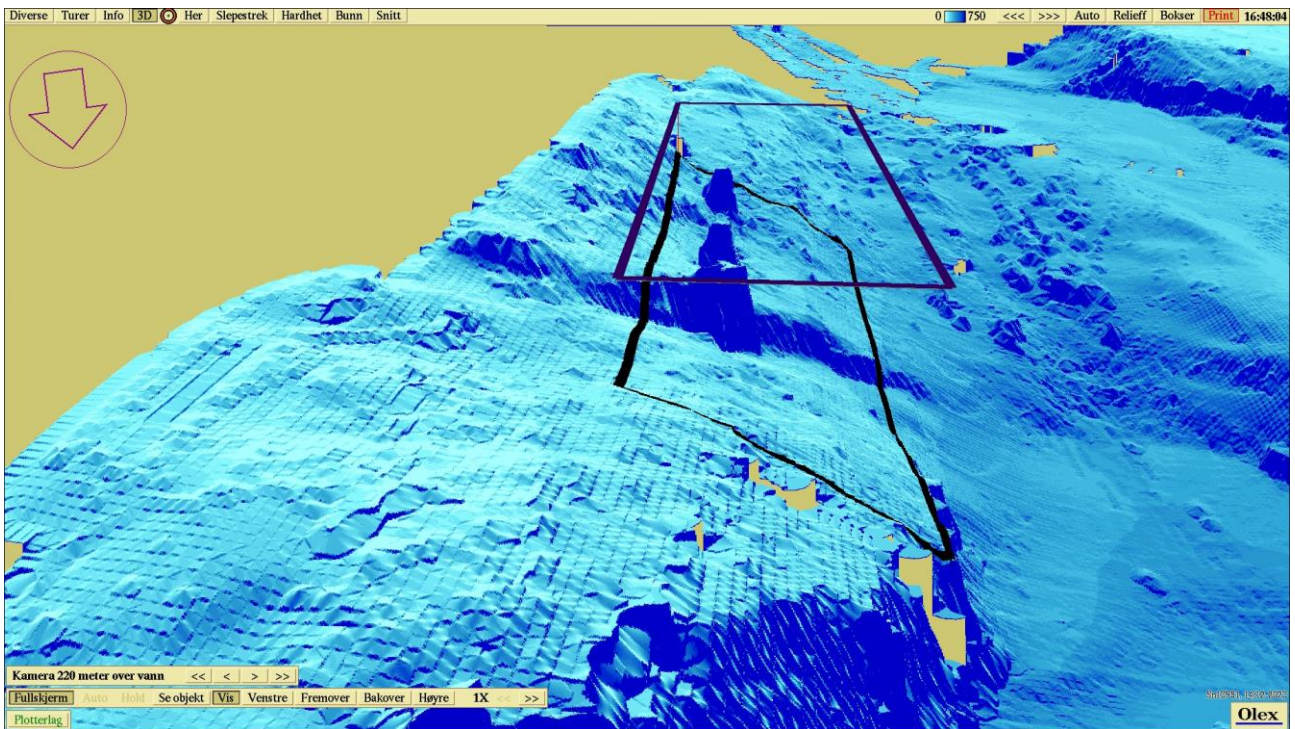 Diverse Turer Info 3D Her Slepestrek Hardhet Bunn Snitt 0 750 <<< >>> Auto Relieff Bokser Print 16:48:04
Kamera 220 meter over vann << < > >>
Fullskjerm Auto Hold Se objekt Vis Venstre Fremover Bakover Høyre 1X << >>
Plotterlag
Olex